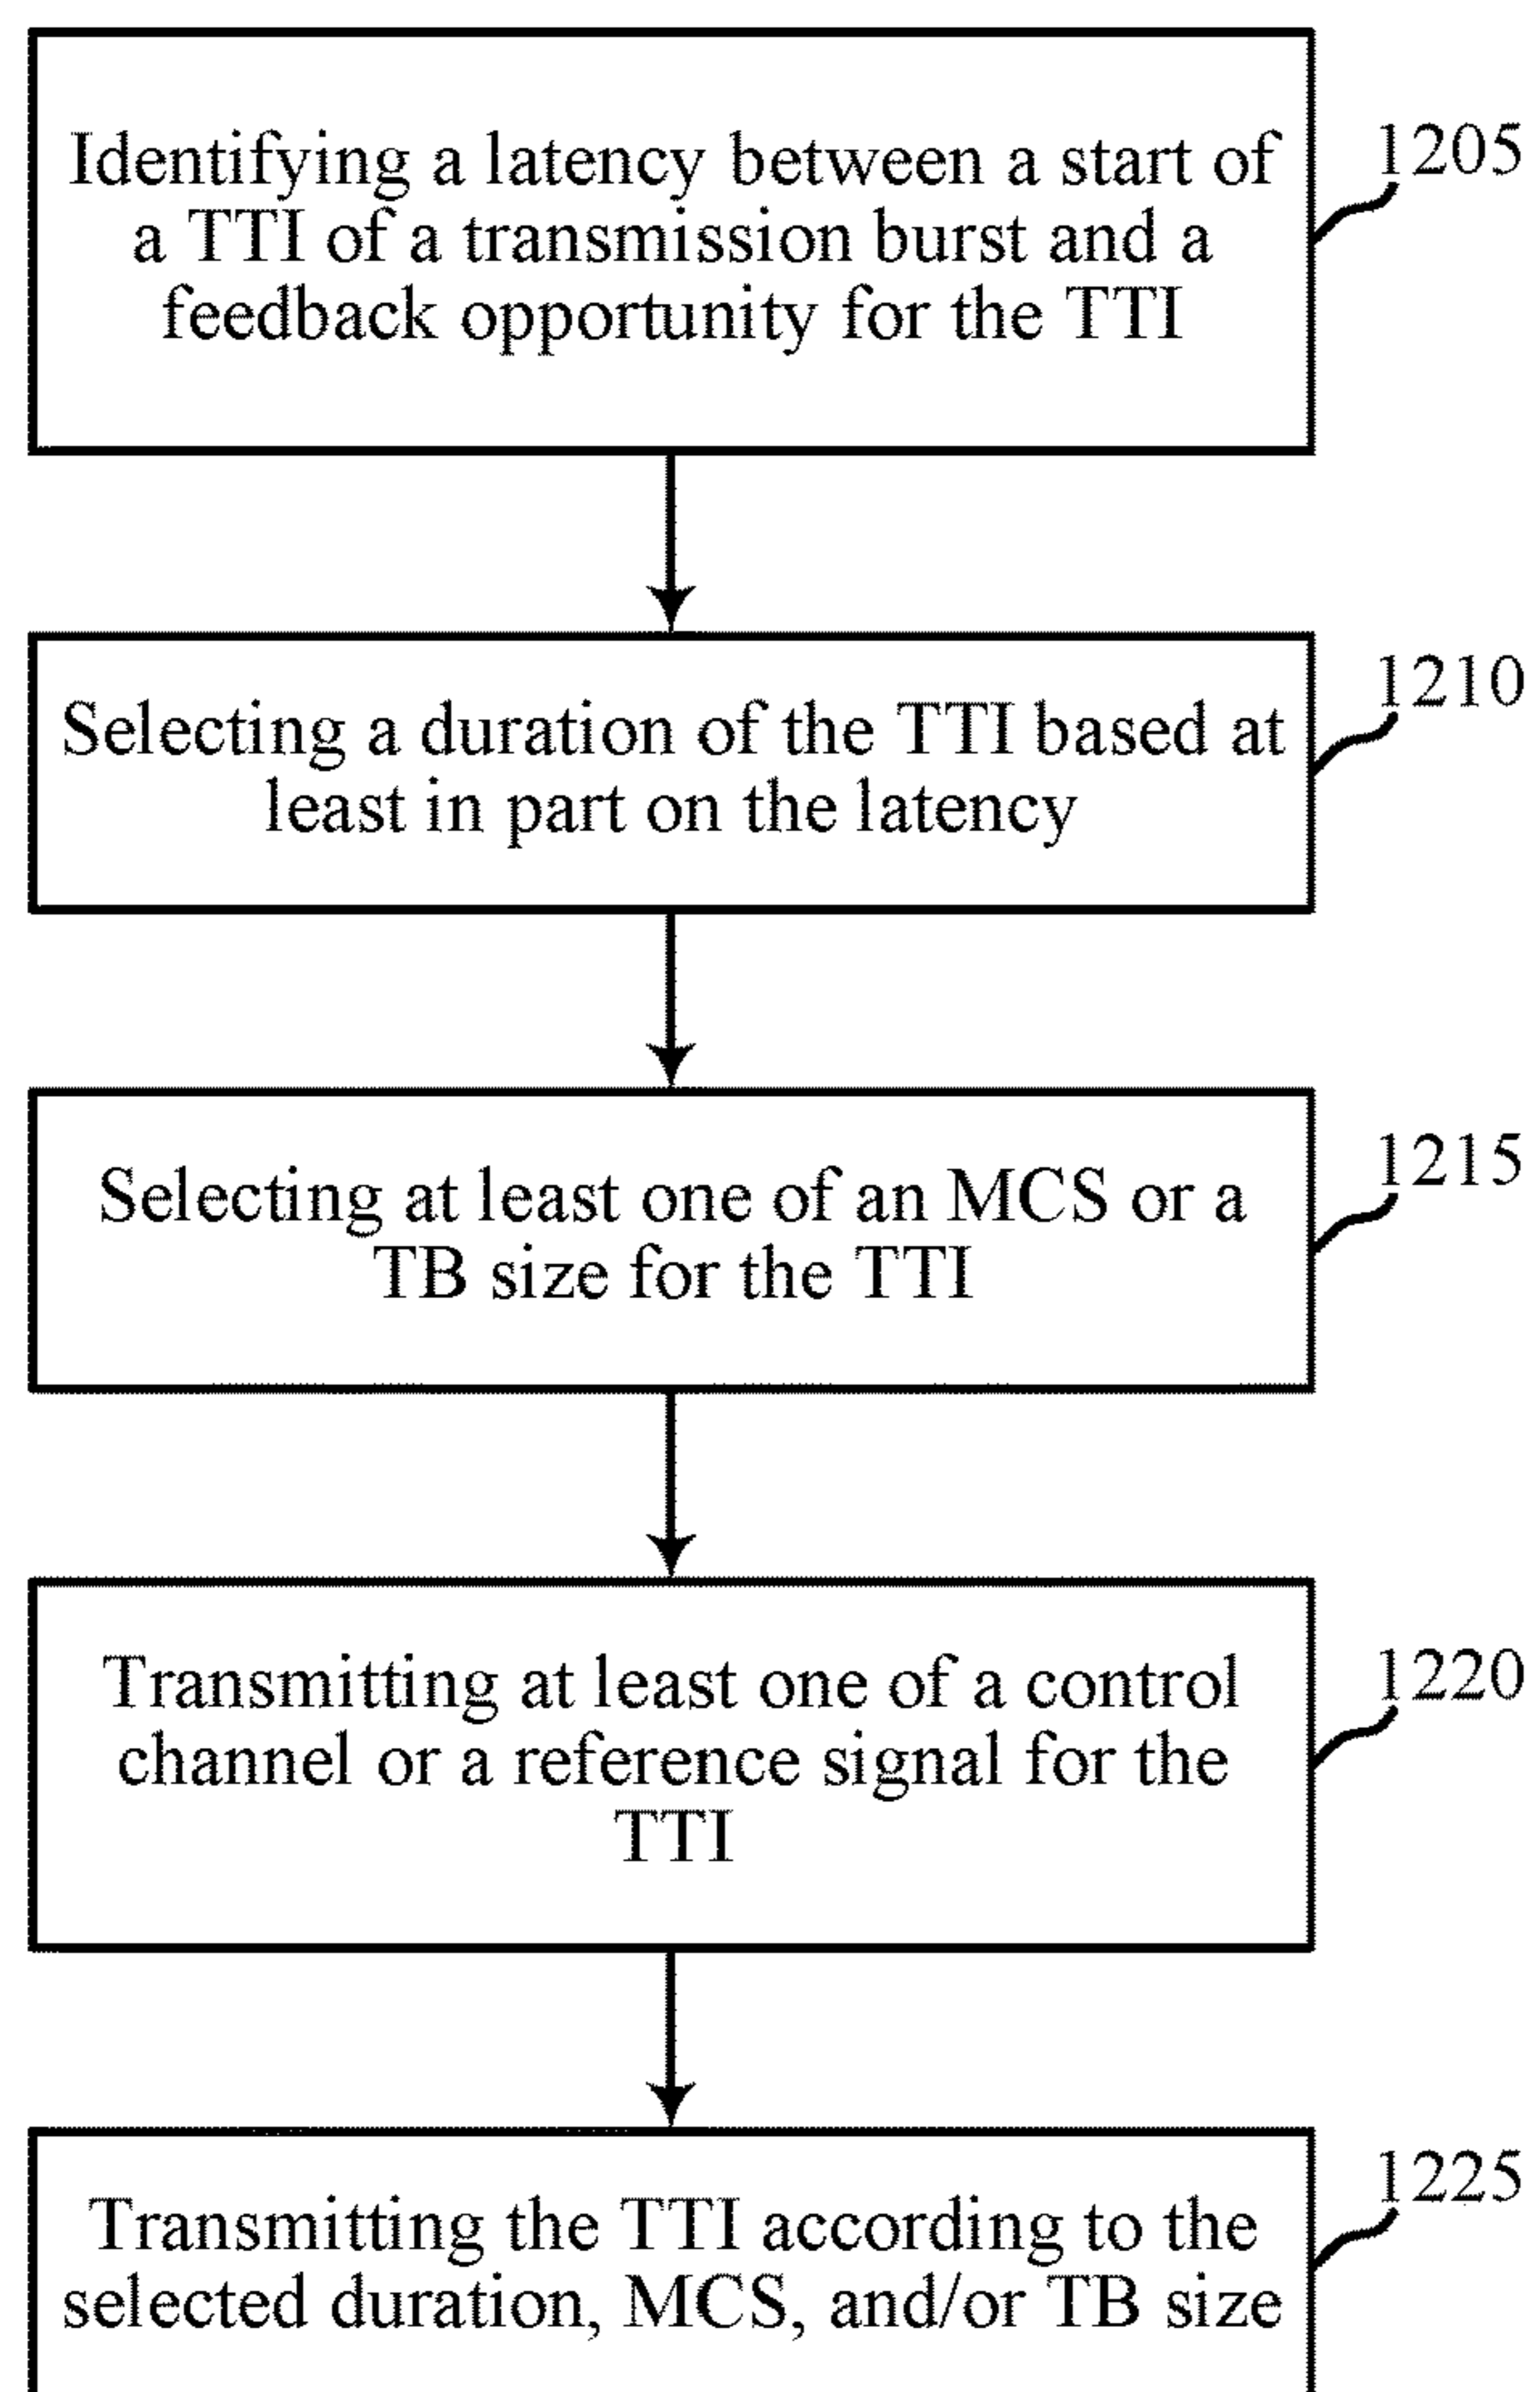 Identifying a latency between a start of
a TTI of a transmission burst and a
feedback opportunity for the TTI
1205
Selecting a duration of the TTI based at
least in part on the latency
1210
Selecting at least one of an MCS or a
TB size for the TTI
1215
Transmitting at least one of a control
channel or a reference signal for the
TTI
1220
Transmitting the TTI according to the
selected duration, MCS, and/or TB size
1225